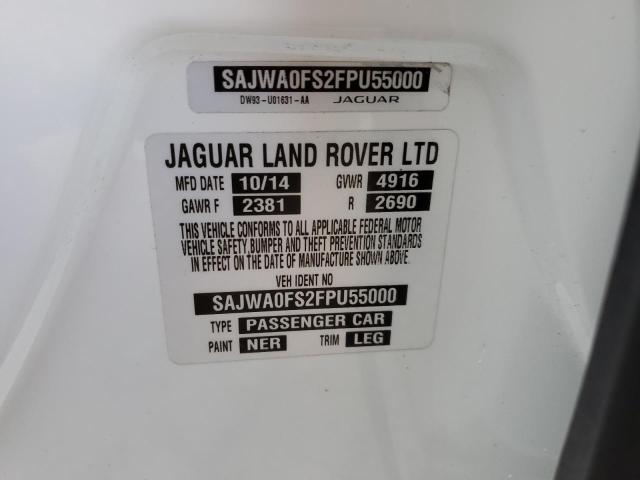 SAJWA0FS2FPU55000
DW93-U01631-AA JAGUAR
JAGUAR LAND ROVER LTD
MFD DATE 10/14 GVWR 4916
GAWR F 2381 R 2690
THIS VEHICLE CONFORMS TO ALL APPLICABLE FEDERAL MOTOR
VEHICLE SAFETY, BUMPER AND THEFT PREVENTION STANDARDS
IN EFFECT ON THE DATE OF MANUFACTURE SHOWN ABOVE.
VEH IDENT NO
SAJWA0FS2FPU55000
TYPE PASSENGER CAR
PAINT NER TRIM LEG